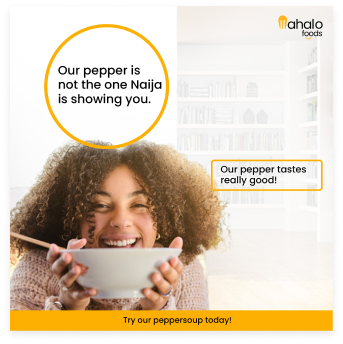 mahalo
foods
Our pepper is
not the one Naija
is showing you.
Our pepper tastes
really good!
Try our peppersoup today!